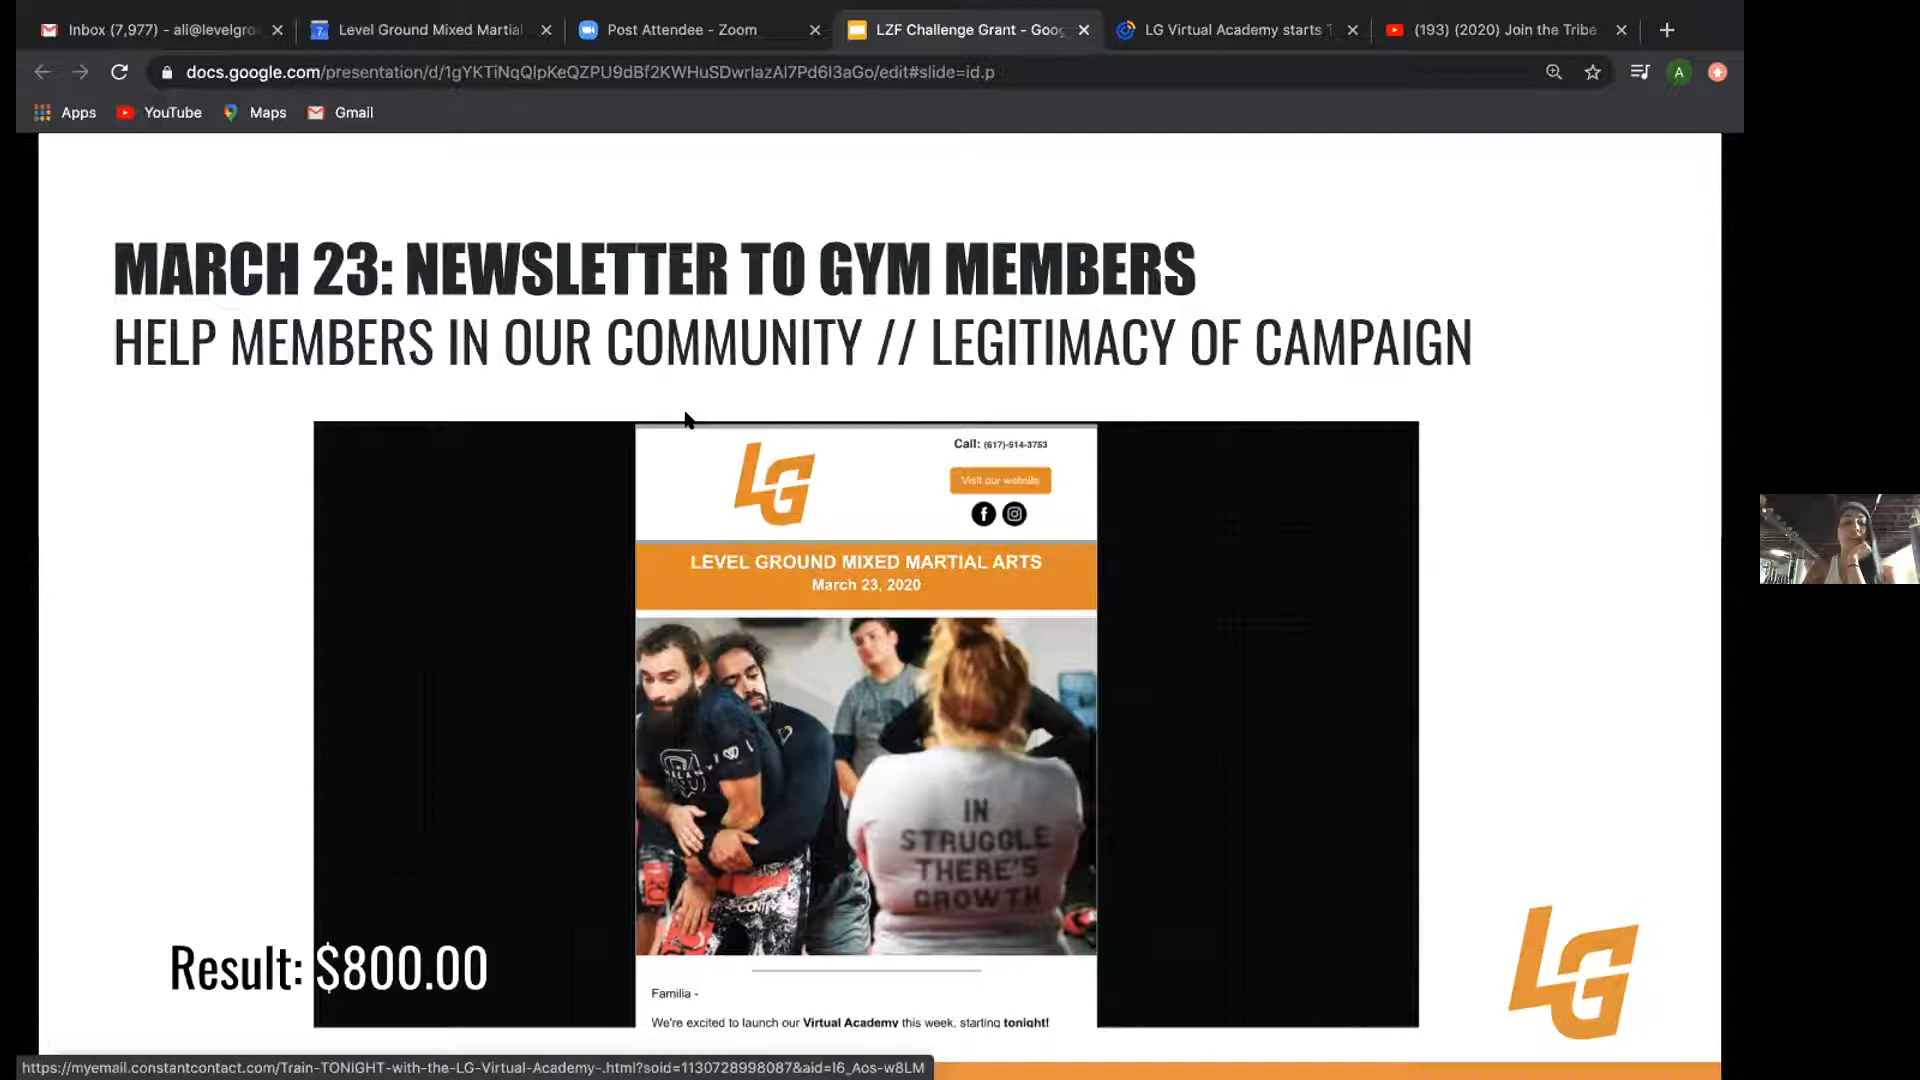 Inbox (7,977) - ali@levelgro
Level Ground Mixed Martial
Post Attendee - Zoom
LZF Challenge Grant - Goog
LG Virtual Academy starts T
(193) (2020) Join the Tribe
docs.google.com/presentation/d/1gYKTiNqQlpKeQZPU9dBf2KWHuSDwrIazAI7Pd6I3aGo/edit#slide=id.p
A
Apps
YouTube
Maps
Gmail
MARCH 23: NEWSLETTER TO GYM MEMBERS
HELP MEMBERS IN OUR COMMUNITY // LEGITIMACY OF CAMPAIGN
LG
Call: (617)-514-3753
Visit our website
LEVEL GROUND MIXED MARTIAL ARTS
March 23, 2020
IN
STRUGGLE
THERE'S
GROWTH
Result: $800.00
LG
Familia -
We're excited to launch our Virtual Academy this week, starting tonight!
https://myemail.constantcontact.com/Train-TONIGHT-with-the-LG-Virtual-Academy-.html?soid=1130728998087&aid=I6_Aos-w8LM